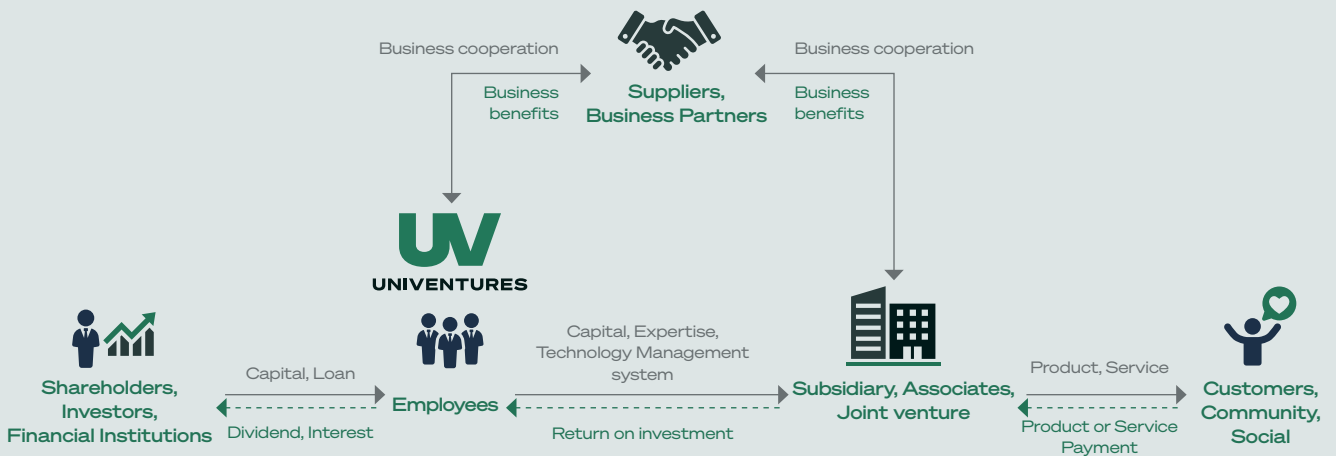 Business cooperation
Business
benefits
Suppliers,
Business Partners
Business cooperation
Business
benefits
UV
UNIVENTURES
Shareholders,
Investors,
Financial Institutions
Capital, Loan
Dividend, Interest
Employees
Capital, Expertise,
Technology Management
system
Return on investment
Subsidiary, Associates,
Joint venture
Product, Service
Product or Service
Payment
Customers,
Community,
Social